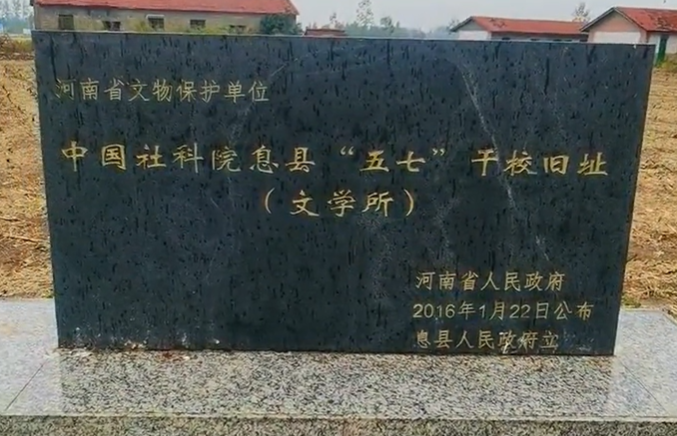 河南省文物保护单位
中国社科院息县“五七”干校旧址
（文学所）
河南省人民政府
2016年1月22日公布
息县人民政府立